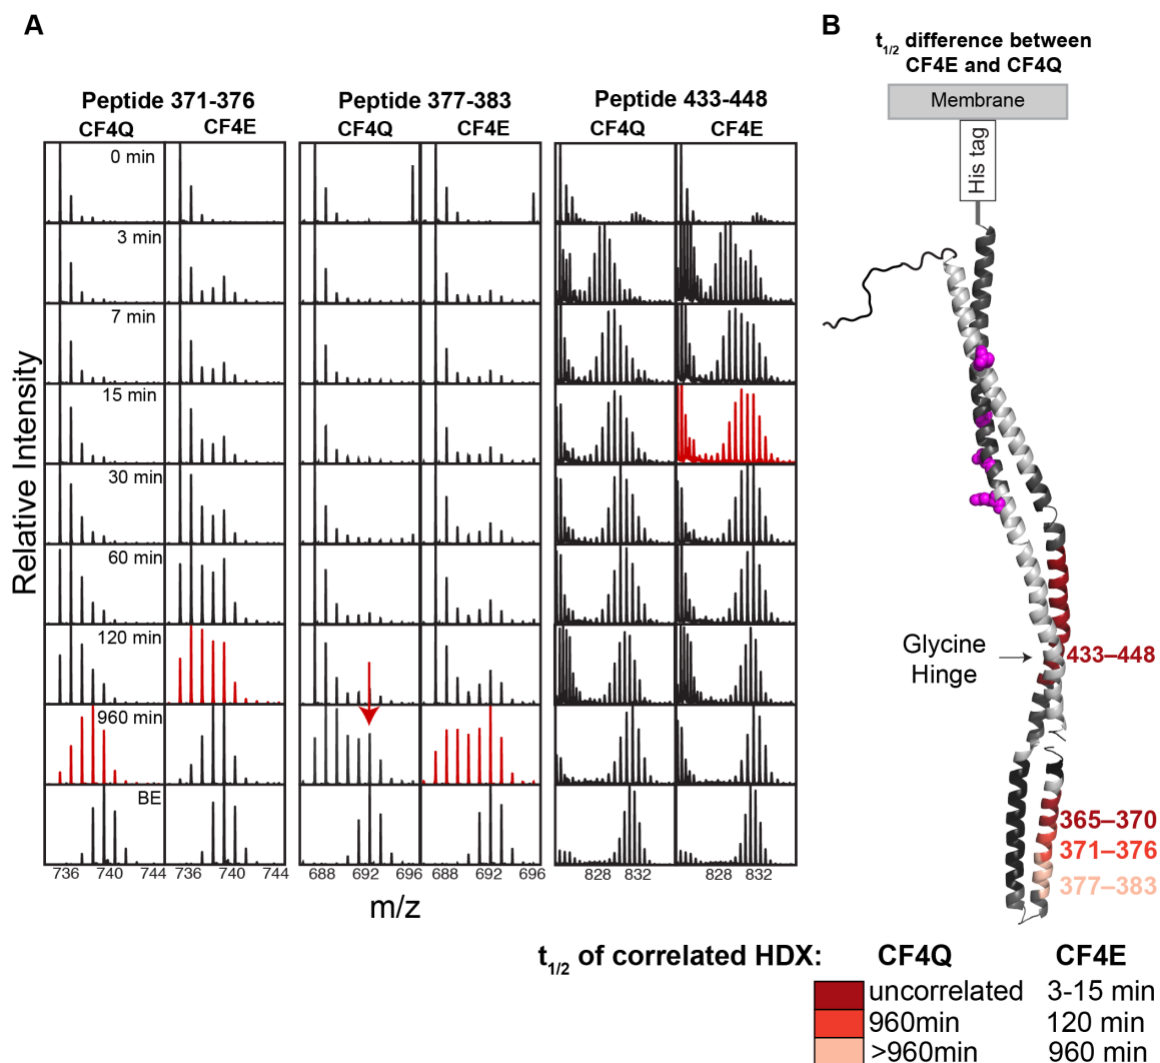 A
Peptide 371-376
Peptide 377-383
Peptide 433-448
CF4Q
CF4E
CF4Q
CF4E
CF4Q
CF4E
0 min
3 min
7 min
15 min
30 min
60 min
120 min
960 min
BE
Relative Intensity
736 740 744 736 740 744
688 692 696 688 692 696
828 832 828 832
m/z
B
t1/2 difference between
CF4E and CF4Q
Membrane
His tag
Glycine
Hinge
433–448
365–370
371–376
377–383
t1/2 of correlated HDX: CF4Q CF4E
uncorrelated 3-15 min
960min 120 min
>960min 960 min